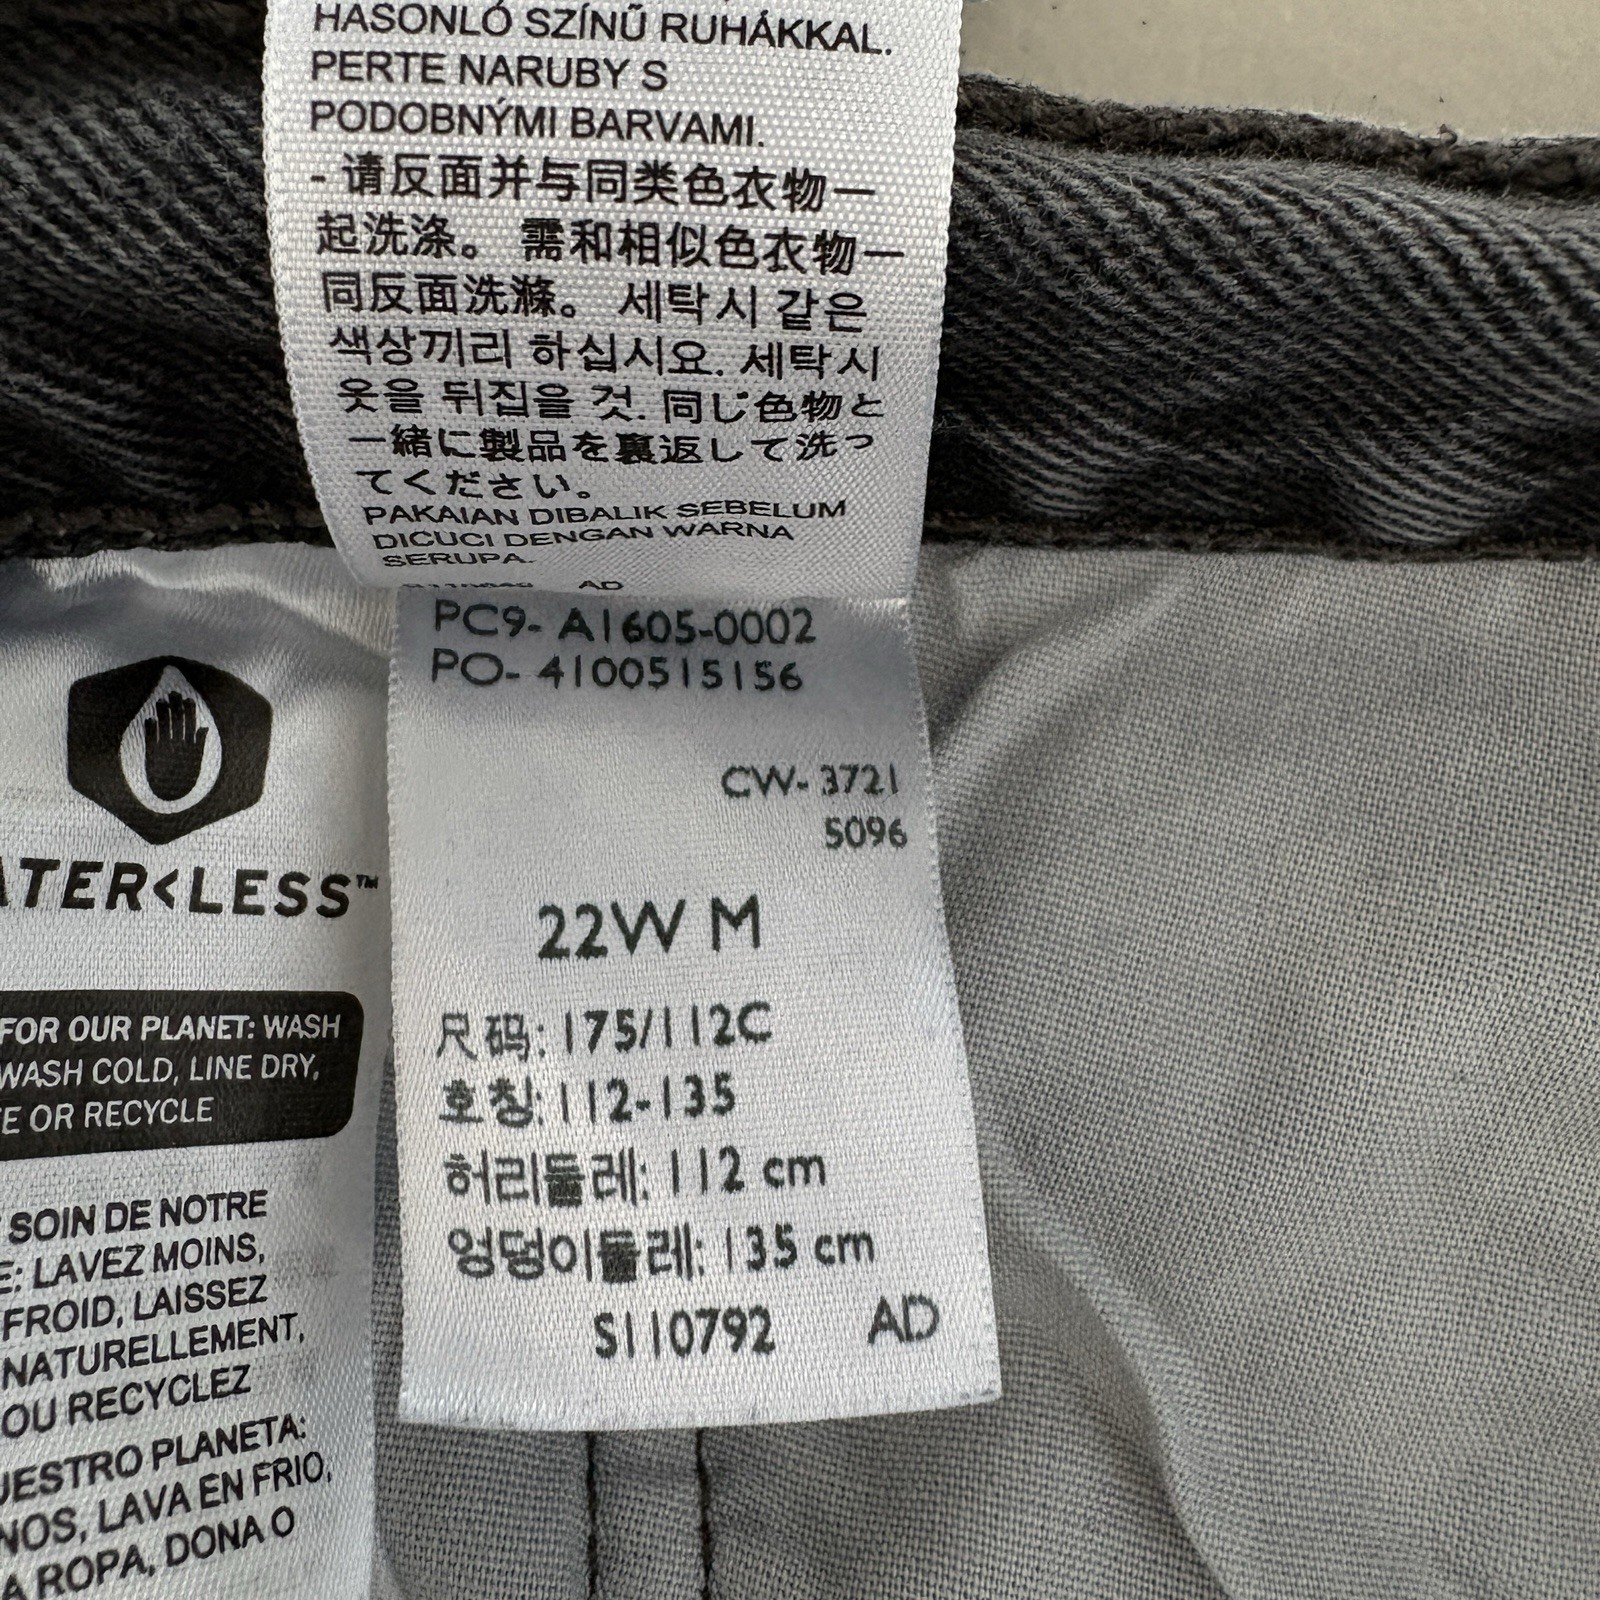 HASONLÓ SZÍNŰ RUHÁKKAL.
PERTE NARUBY S
PODOBNÝMI BARVAMI.
- 请反面并与同类色衣物一
起洗涤。 需和相似色衣物一
同反面洗滌。 세탁시 같은
색상끼리 하십시요. 세탁시
옷을 뒤집을 것. 同じ色物と
一緒に製品を裏返して洗っ
てください。
PAKAIAN DIBALIK SEBELUM
DICUCI DENGAN WARNA
SERUPA.
AD
PC9- A1605-0002
PO- 4100515156
CW- 3721
5096
22W M
尺码: 175/112C
호칭: 112-135
허리둘레: 112 cm
엉덩이둘레: 135 cm
S110792 AD
ATER<LESS™
FOR OUR PLANET: WASH
WASH COLD, LINE DRY,
E OR RECYCLE
SOIN DE NOTRE
E: LAVEZ MOINS,
FROID, LAISSEZ
NATURELLEMENT,
OU RECYCLEZ
UESTRO PLANETA:
NOS, LAVA EN FRIO,
A ROPA, DONA O